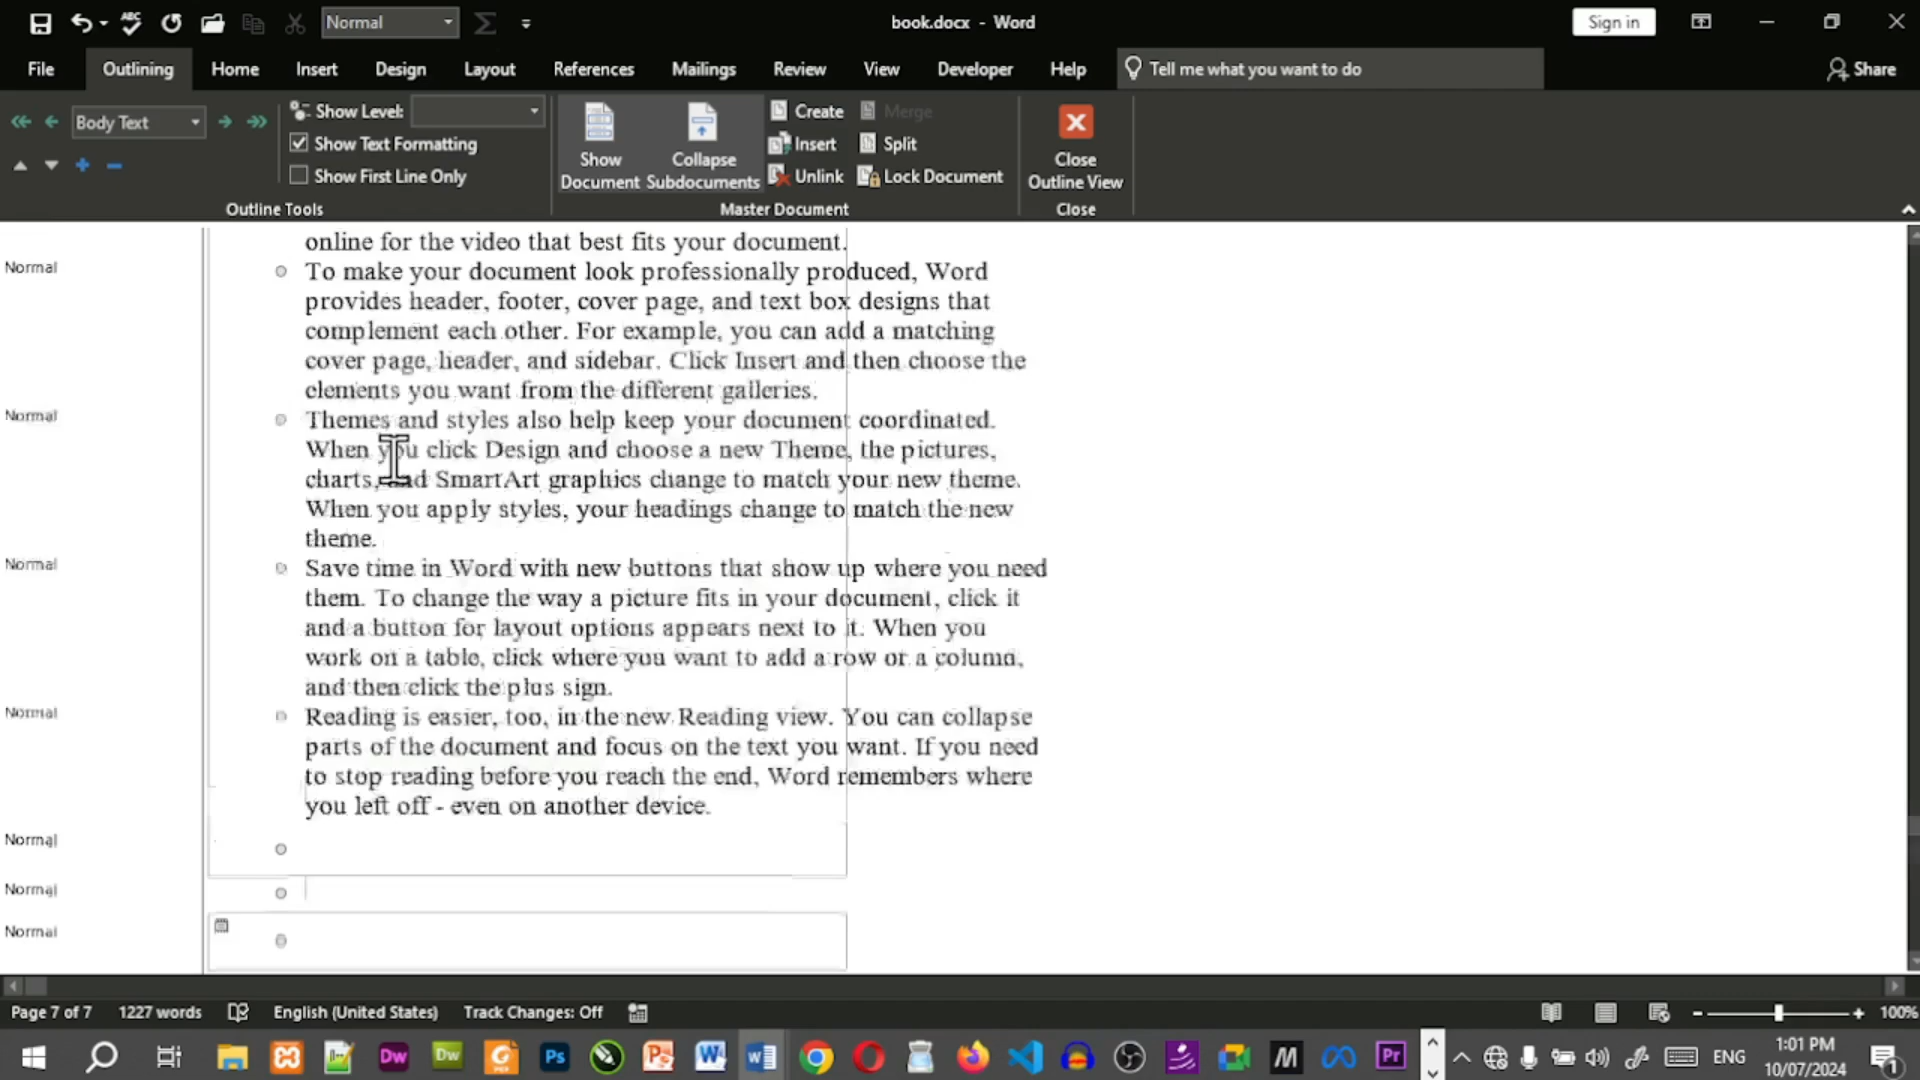 Normal
book.docx - Word
Sign in
File
Outlining
Home
Insert
Design
Layout
References
Mailings
Review
View
Developer
Help
Tell me what you want to do
Share
Body Text
Show Level:
Show Text Formatting
Show First Line Only
Outline Tools
Show
Document
Collapse
Subdocuments
Create
Insert
Unlink
Merge
Split
Lock Document
Master Document
Close
Outline View
Close
online for the video that best fits your document.
Normal
To make your document look professionally produced, Word
provides header, footer, cover page, and text box designs that
complement each other. For example, you can add a matching
cover page, header, and sidebar. Click Insert and then choose the
elements you want from the different galleries.
Normal
Themes and styles also help keep your document coordinated.
When you click Design and choose a new Theme, the pictures,
charts, and SmartArt graphics change to match your new theme.
When you apply styles, your headings change to match the new
theme.
Normal
Save time in Word with new buttons that show up where you need
them. To change the way a picture fits in your document, click it
and a button for layout options appears next to it. When you
work on a table, click where you want to add a row or a column,
and then click the plus sign.
Normal
Reading is easier, too, in the new Reading view. You can collapse
parts of the document and focus on the text you want. If you need
to stop reading before you reach the end, Word remembers where
you left off - even on another device.
Normal
Normal
Normal
Page 7 of 7
1227 words
English (United States)
Track Changes: Off
100%
ENG
1:01 PM
10/07/2024